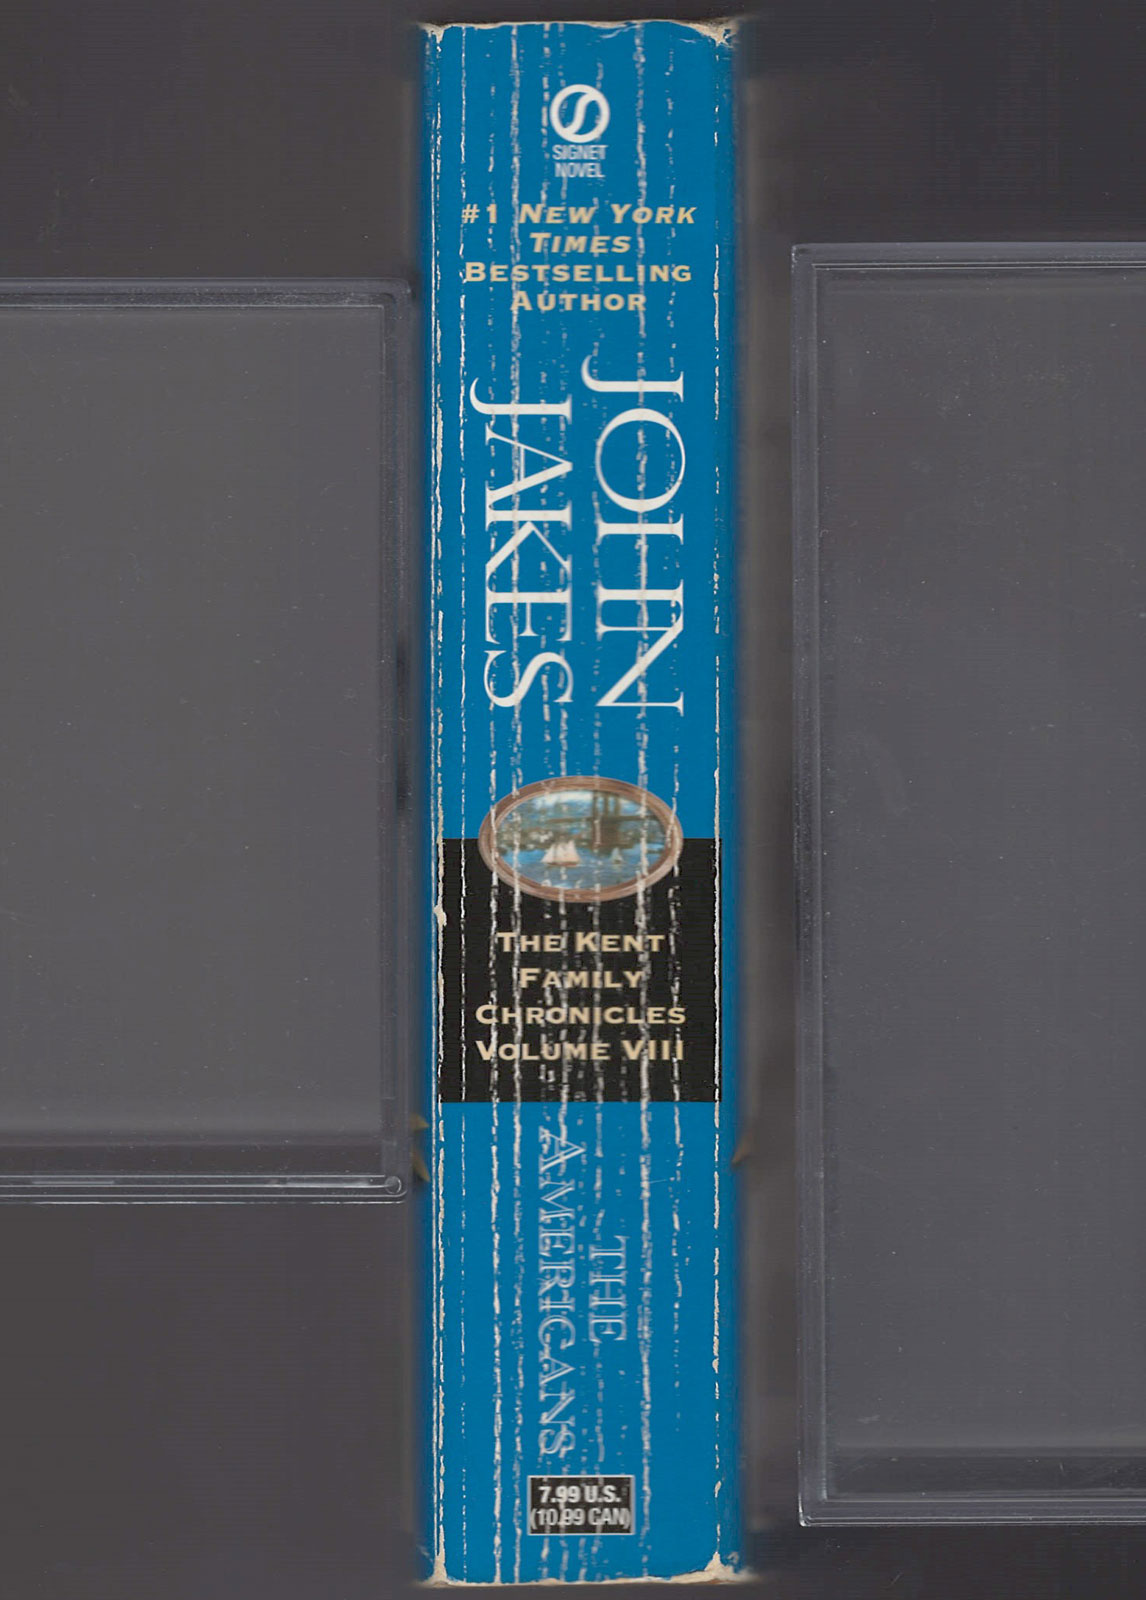 SIGNET
NOVEL
#1 NEW YORK
TIMES
BESTSELLING
AUTHOR
JOHN
JAKES
THE KENT
FAMILY
CHRONICLES
VOLUME VIII
THE
AMERICANS
7.99 U.S.
(10.99 CAN)